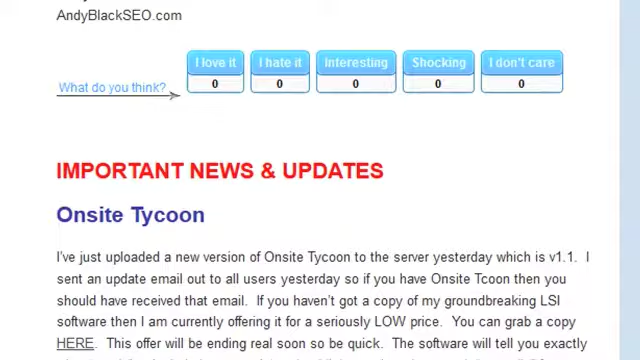 AndyBlackSEO.com
I love it
I hate it
Interesting
Shocking
I don't care
What do you think?
0
0
0
0
0
IMPORTANT NEWS & UPDATES
Onsite Tycoon
I've just uploaded a new version of Onsite Tycoon to the server yesterday which is v1.1. I
sent an update email out to all users yesterday so if you have Onsite Tcoon then you
should have received that email. If you haven't got a copy of my groundbreaking LSI
software then I am currently offering it for a seriously LOW price. You can grab a copy
HERE. This offer will be ending real soon so be quick. The software will tell you exactly